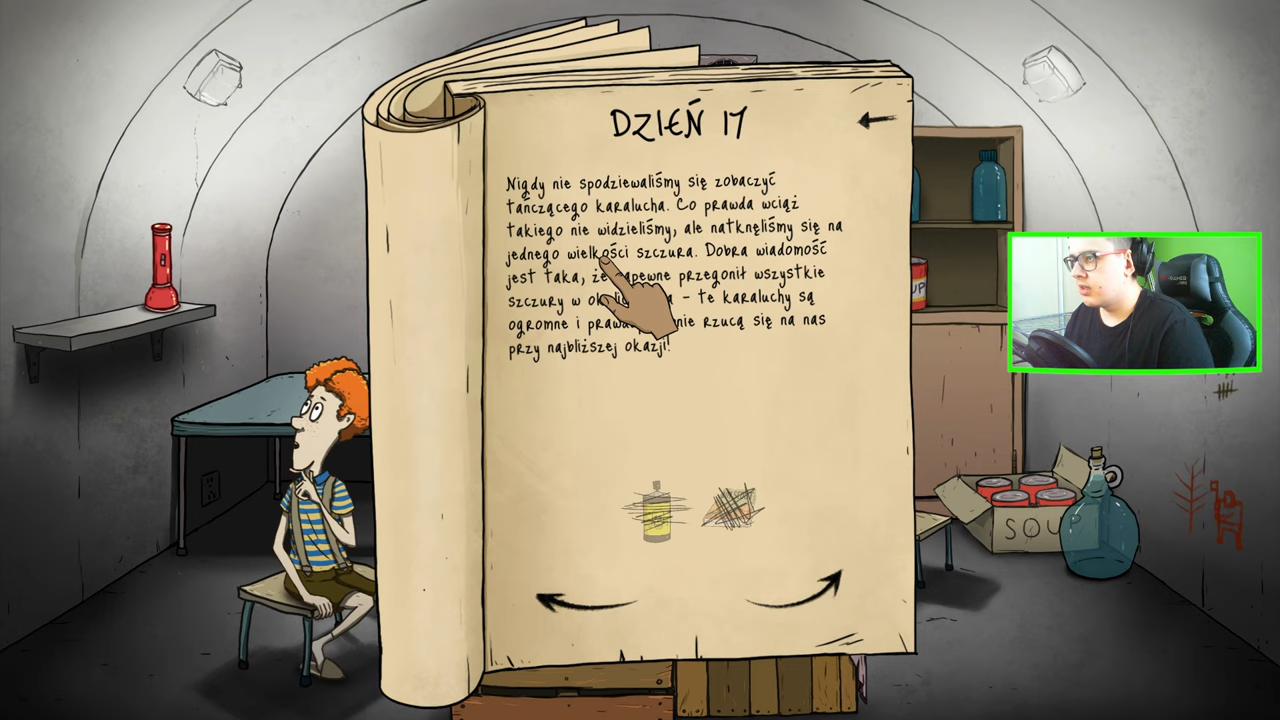 DZIEŃ 17
Nigdy nie spodziewaliśmy się zobaczyć
tańczącego karalucha. Co prawda wciąż
takiego nie widzieliśmy, ale natknęliśmy się na
jednego wielkości szczura. Dobra wiadomość
jest taka, że zapewne przegonił wszystkie
szczury w - te karaluchy są
ogromne i nie rzucą się na nas
przy najbliższej okazji!
SOUP